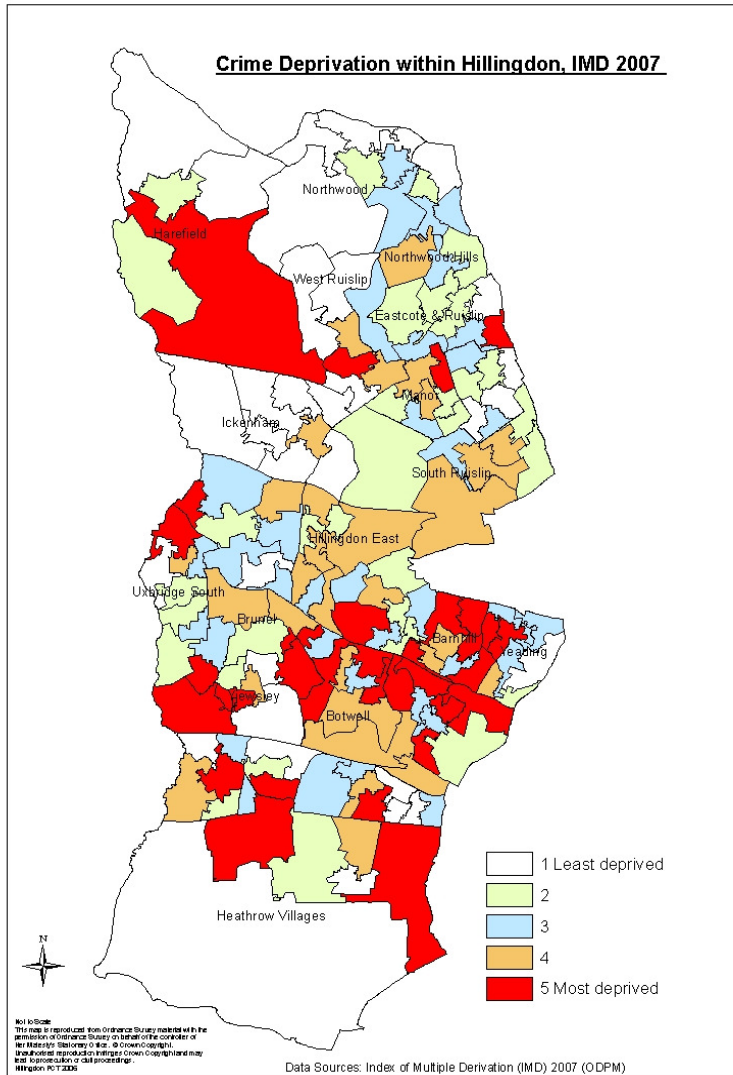 Crime Deprivation within Hillingdon, IMD 2007
Northwood
Harefield
Northwood Hills
West Ruislip
Eastcote & Ruislip
Manor
Ickenham
South Ruislip
Hillingdon East
Uxbridge South
Brunel
Barnhill
Yeading
Yiewsley
Botwell
1 Least deprived
2
3
4
5 Most deprived
Heathrow Villages
N
Not to Scale
This map is reproduced from Ordnance Survey material with the
permission of Ordnance Survey on behalf of the controller of
Her Majesty's Stationary Office. © Crown Copyright.
Unauthorised reproduction infringes Crown Copyright and may
lead to prosecution or civil proceedings.
Hillingdon PCT 2006
Data Sources: Index of Multiple Derivation (IMD) 2007 (ODPM)